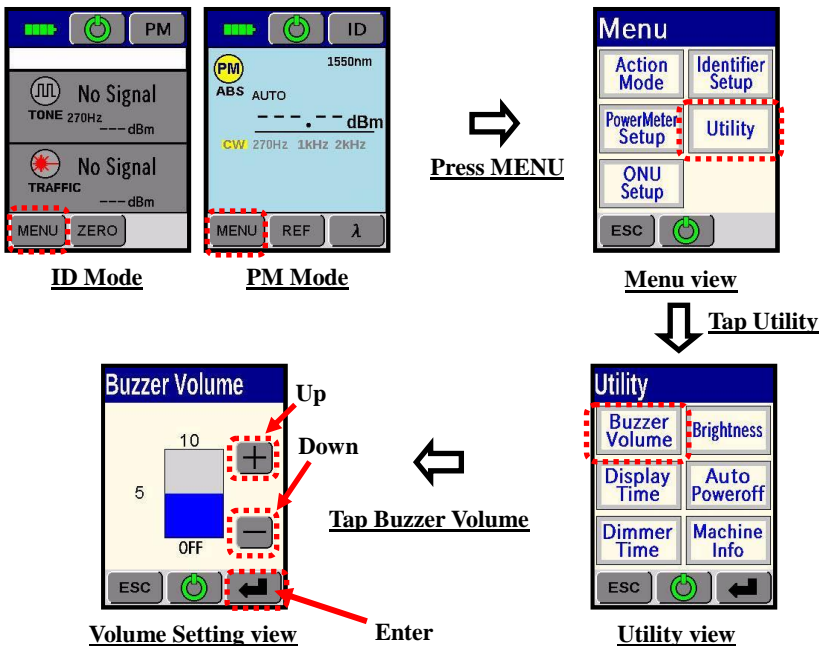 PM
No Signal
TONE 270Hz
---dBm
No Signal
TRAFFIC
---dBm
MENU ZERO
ID Mode
ID
PM
1550nm
ABS AUTO
---.--dBm
CW 270Hz 1kHz 2kHz
MENU REF λ
PM Mode
Press MENU
Menu
Action
Mode
Identifier
Setup
PowerMeter
Setup
Utility
ONU
Setup
ESC
Menu view
Tap Utility
Utility
Buzzer
Volume
Brightness
Display
Time
Auto
Poweroff
Dimmer
Time
Machine
Info
ESC
Utility view
Tap Buzzer Volume
Buzzer Volume
Up
10
Down
5
OFF
ESC
Enter
Volume Setting view